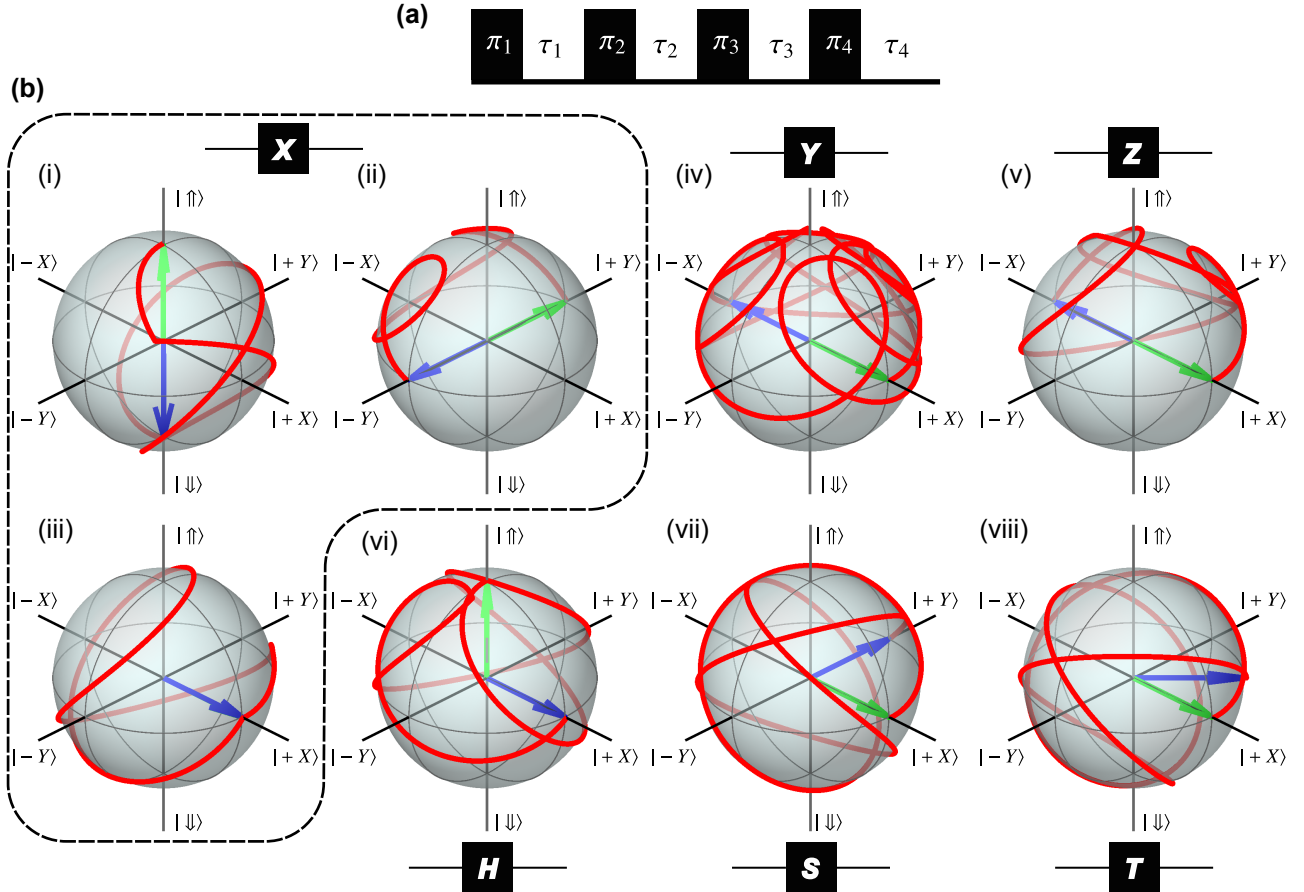 (a)
π₁ τ₁ π₂ τ₂ π₃ τ₃ π₄ τ₄
(b)
X
Y
Z
(i)
(ii)
(iv)
(v)
|⇑⟩
|⇑⟩
|⇑⟩
|⇑⟩
|−X⟩
|+Y⟩
|−X⟩
|+Y⟩
|−X⟩
|+Y⟩
|−X⟩
|+Y⟩
|−Y⟩
|+X⟩
|−Y⟩
|+X⟩
|−Y⟩
|+X⟩
|−Y⟩
|+X⟩
|⇓⟩
|⇓⟩
|⇓⟩
|⇓⟩
(iii)
(vi)
(vii)
(viii)
|⇑⟩
|⇑⟩
|⇑⟩
|⇑⟩
|−X⟩
|+Y⟩
|−X⟩
|+Y⟩
|−X⟩
|+Y⟩
|−X⟩
|+Y⟩
|−Y⟩
|+X⟩
|−Y⟩
|+X⟩
|−Y⟩
|+X⟩
|−Y⟩
|+X⟩
|⇓⟩
|⇓⟩
|⇓⟩
|⇓⟩
H
S
T